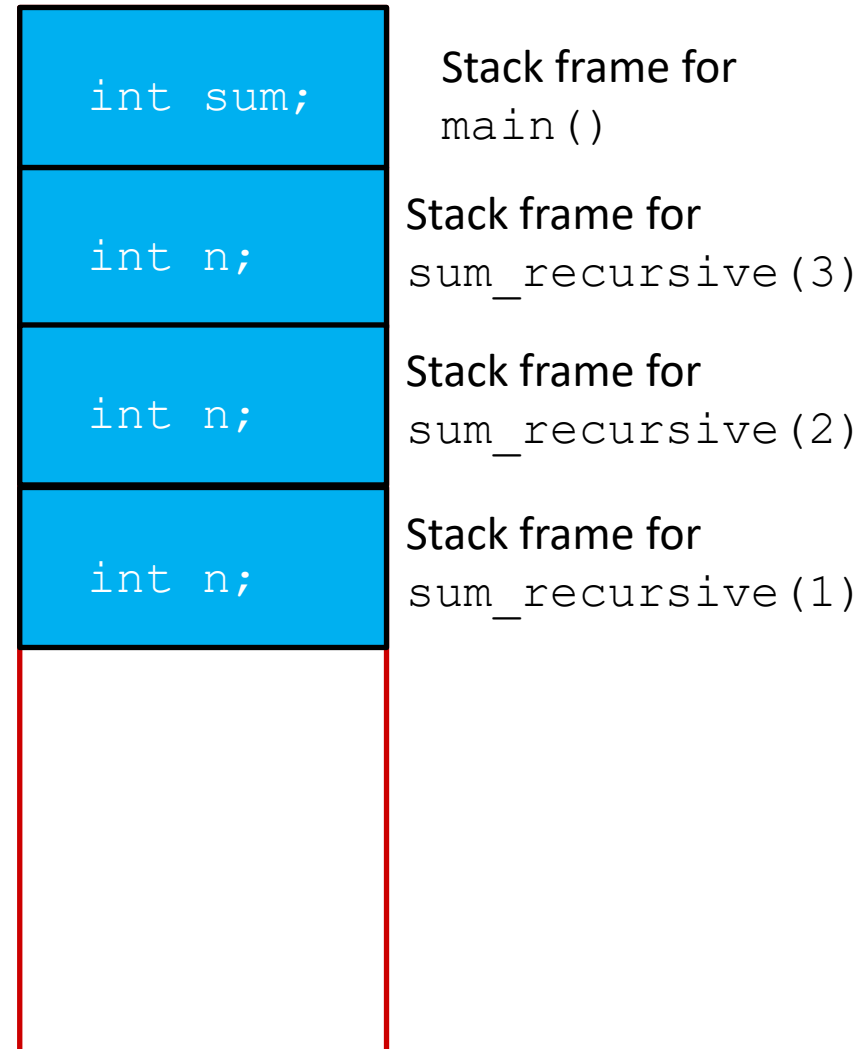 int sum;
Stack frame for
main()
int n;
Stack frame for
sum_recursive(3)
int n;
Stack frame for
sum_recursive(2)
int n;
Stack frame for
sum_recursive(1)